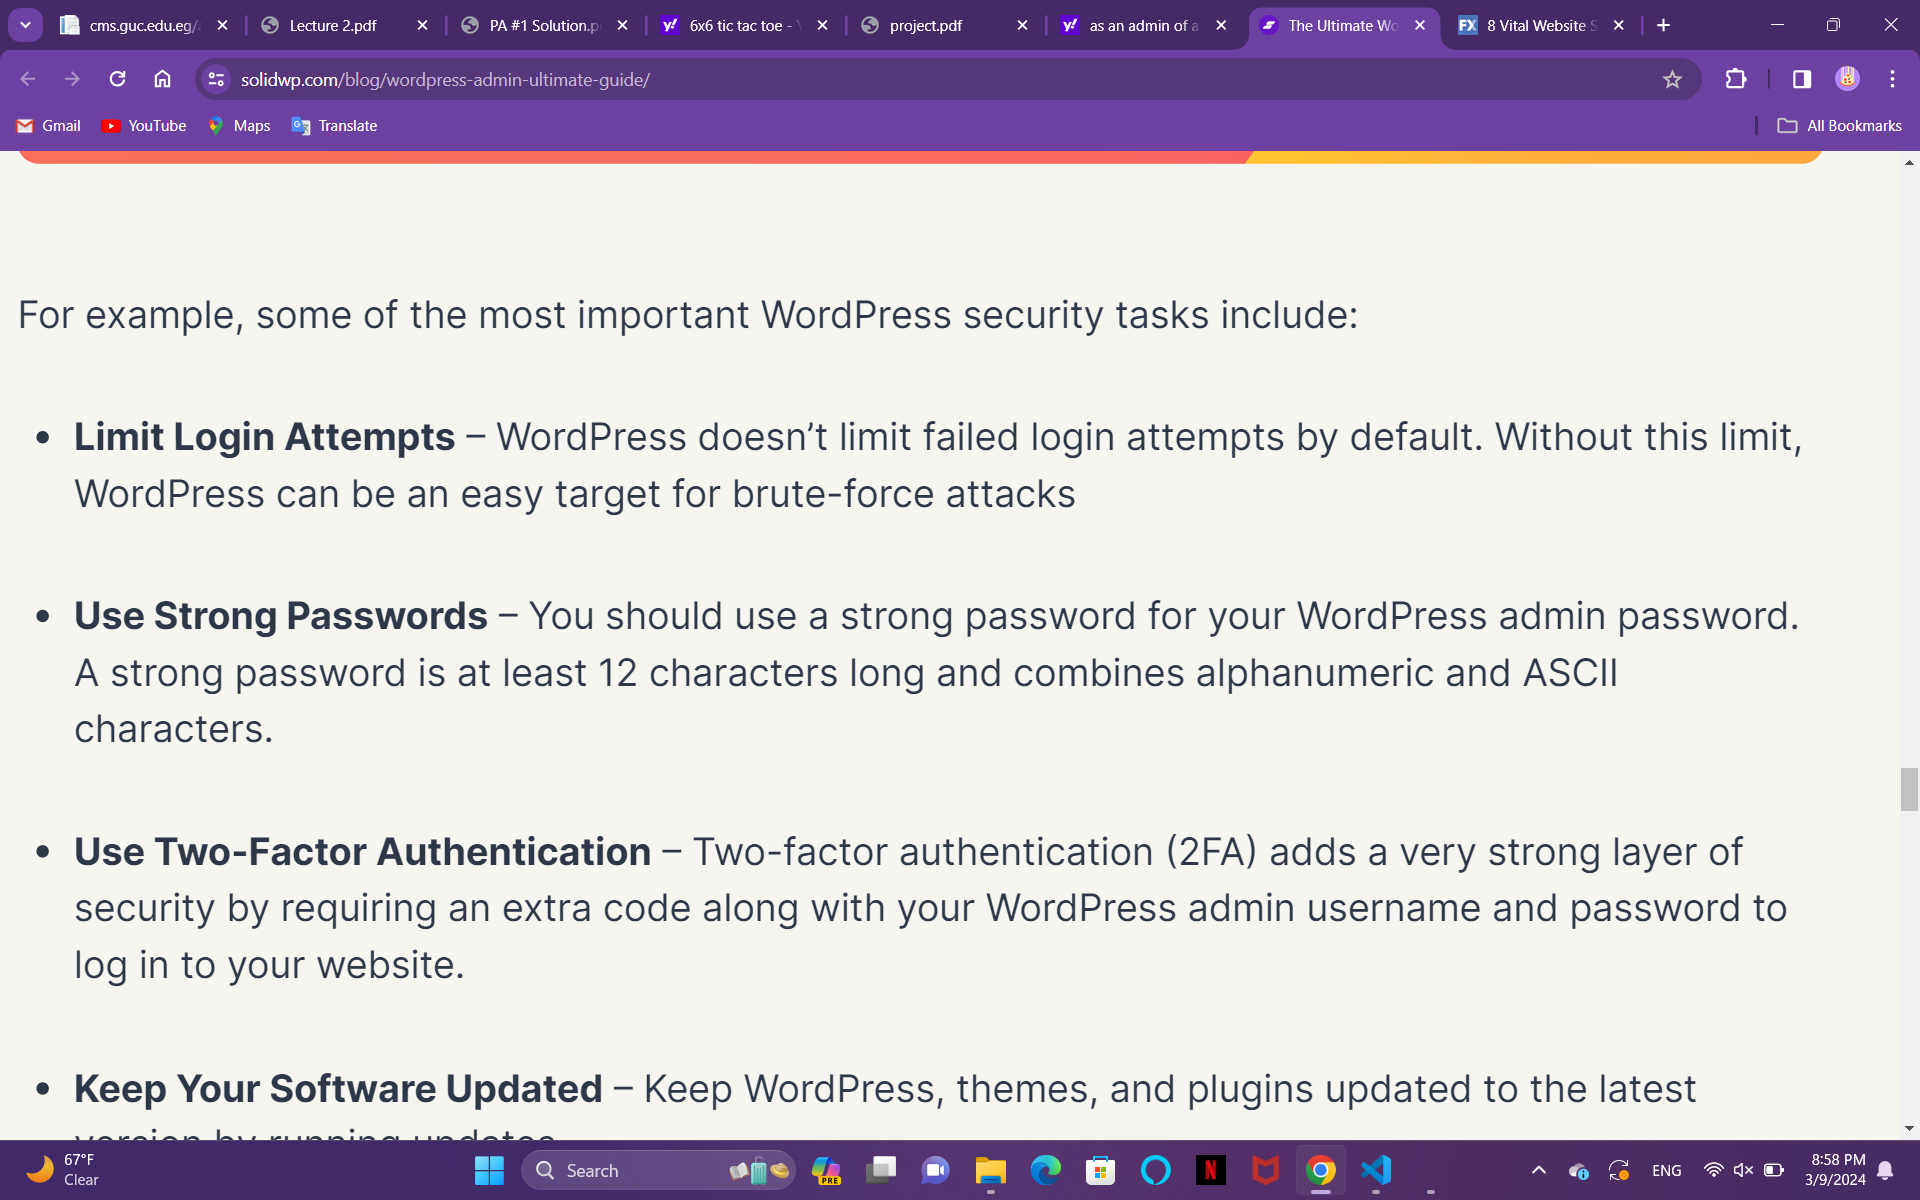 cms.guc.edu.eg/
Lecture 2.pdf
PA #1 Solution.p
6x6 tic tac toe -
project.pdf
as an admin of a
The Ultimate Wo
FX
8 Vital Website S
solidwp.com/blog/wordpress-admin-ultimate-guide/
Gmail
YouTube
Maps
Translate
All Bookmarks
For example, some of the most important WordPress security tasks include:
• Limit Login Attempts – WordPress doesn’t limit failed login attempts by default. Without this limit,
WordPress can be an easy target for brute-force attacks
• Use Strong Passwords – You should use a strong password for your WordPress admin password.
A strong password is at least 12 characters long and combines alphanumeric and ASCII
characters.
• Use Two-Factor Authentication – Two-factor authentication (2FA) adds a very strong layer of
security by requiring an extra code along with your WordPress admin username and password to
log in to your website.
• Keep Your Software Updated – Keep WordPress, themes, and plugins updated to the latest
version by running updates
67°F
Clear
Search
PRE
N
ENG
8:58 PM
3/9/2024